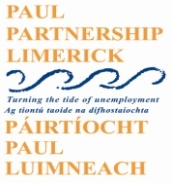 PAUL
PARTNERSHIP
LIMERICK
Turning the tide of unemployment
Ag tiontú taoide na dífhostaíochta
PÁIRTÍOCHT
PAUL
LUIMNEACH